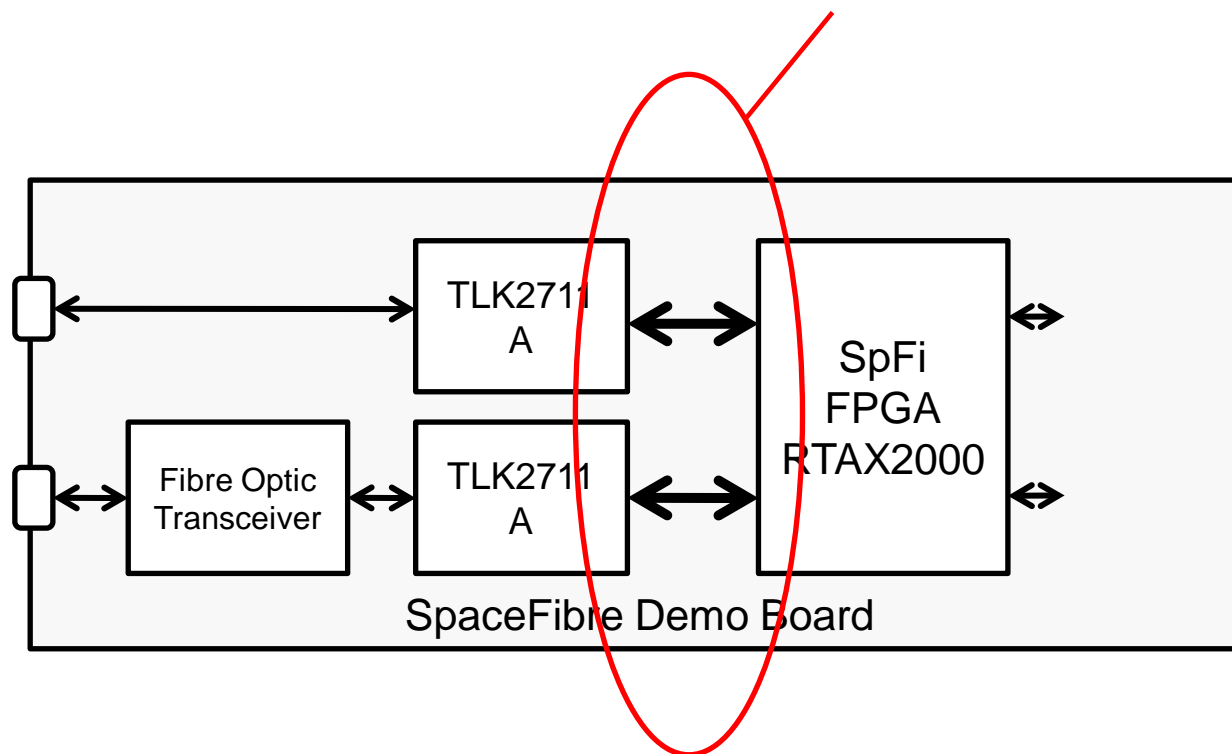 TLK2711
A
SpFi
FPGA
RTAX2000
Fibre Optic
Transceiver
TLK2711
A
SpaceFibre Demo Board